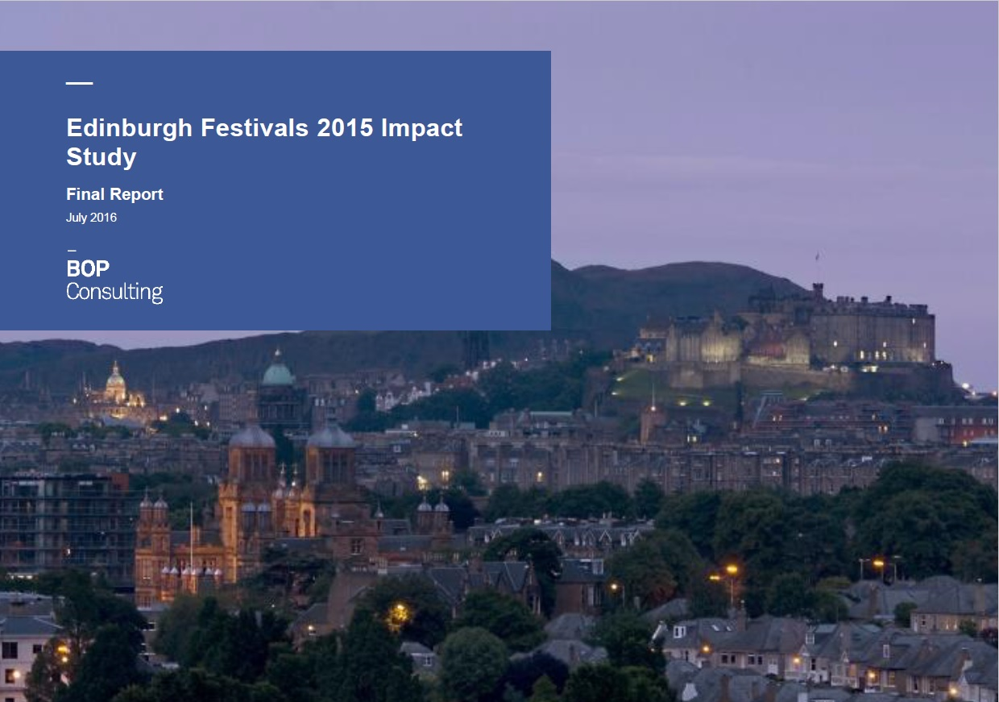 Edinburgh Festivals 2015 Impact
Study
Final Report
July 2016
BOP
Consulting